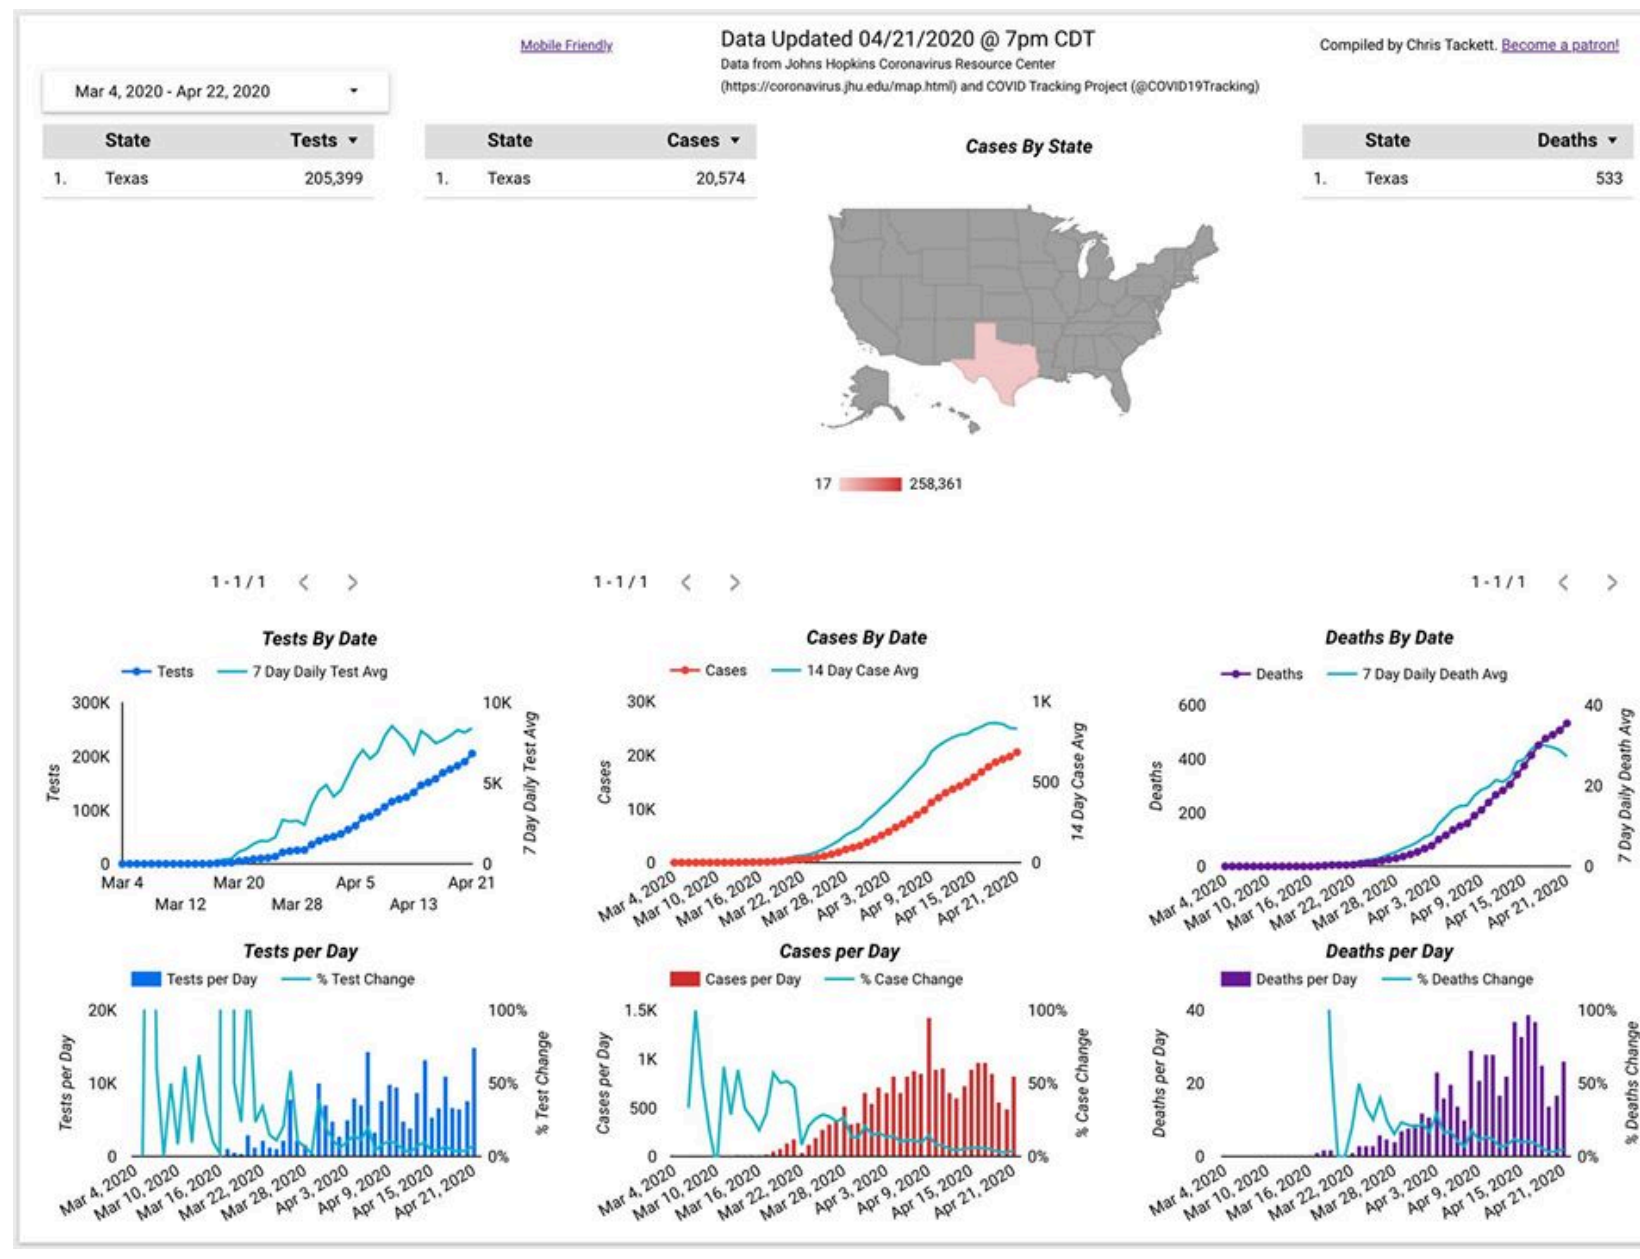 Mobile Friendly
Data Updated 04/21/2020 @ 7pm CDT
Data from Johns Hopkins Coronavirus Resource Center
(https://coronavirus.jhu.edu/map.html) and COVID Tracking Project (@COVID19Tracking)
Compiled by Chris Tackett. Become a patron!
Mar 4, 2020 - Apr 22, 2020
State Tests
1. Texas 205,399
State Cases
1. Texas 20,574
Cases By State
17 258,361
State Deaths
1. Texas 533
1 - 1 / 1
1 - 1 / 1
1 - 1 / 1
Tests By Date
Tests 7 Day Daily Test Avg
300K
200K
100K
0
Tests
10K
5K
0
7 Day Daily Test Avg
Mar 4 Mar 20 Apr 5 Apr 21
Mar 12 Mar 28 Apr 13
Cases By Date
Cases 14 Day Case Avg
30K
20K
10K
0
Cases
1K
500
0
14 Day Case Avg
Mar 4, 2020 Mar 10, 2020 Mar 16, 2020 Mar 22, 2020 Mar 28, 2020 Apr 3, 2020 Apr 9, 2020 Apr 15, 2020 Apr 21, 2020
Deaths By Date
Deaths 7 Day Daily Death Avg
600
400
200
0
Deaths
40
20
0
7 Day Daily Death Avg
Mar 4, 2020 Mar 10, 2020 Mar 16, 2020 Mar 22, 2020 Mar 28, 2020 Apr 3, 2020 Apr 9, 2020 Apr 15, 2020 Apr 21, 2020
Tests per Day
Tests per Day % Test Change
20K
10K
0
Tests per Day
100%
50%
0%
% Test Change
Mar 4, 2020 Mar 10, 2020 Mar 16, 2020 Mar 22, 2020 Mar 28, 2020 Apr 3, 2020 Apr 9, 2020 Apr 15, 2020 Apr 21, 2020
Cases per Day
Cases per Day % Case Change
1.5K
1K
500
0
Cases per Day
100%
50%
0%
% Case Change
Mar 4, 2020 Mar 10, 2020 Mar 16, 2020 Mar 22, 2020 Mar 28, 2020 Apr 3, 2020 Apr 9, 2020 Apr 15, 2020 Apr 21, 2020
Deaths per Day
Deaths per Day % Deaths Change
40
20
0
Deaths per Day
100%
50%
0%
% Deaths Change
Mar 4, 2020 Mar 10, 2020 Mar 16, 2020 Mar 22, 2020 Mar 28, 2020 Apr 3, 2020 Apr 9, 2020 Apr 15, 2020 Apr 21, 2020